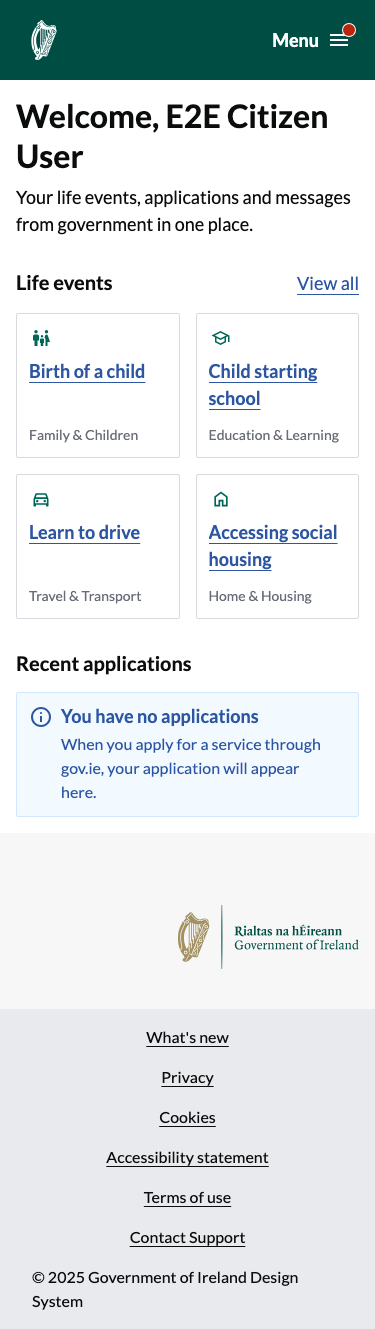 Menu
Welcome, E2E Citizen
User
Your life events, applications and messages
from government in one place.
Life events
View all
Birth of a child
Family & Children
Child starting
school
Education & Learning
Learn to drive
Travel & Transport
Accessing social
housing
Home & Housing
Recent applications
You have no applications
When you apply for a service through
gov.ie, your application will appear
here.
Rialtas na hÉireann
Government of Ireland
What's new
Privacy
Cookies
Accessibility statement
Terms of use
Contact Support
© 2025 Government of Ireland Design
System